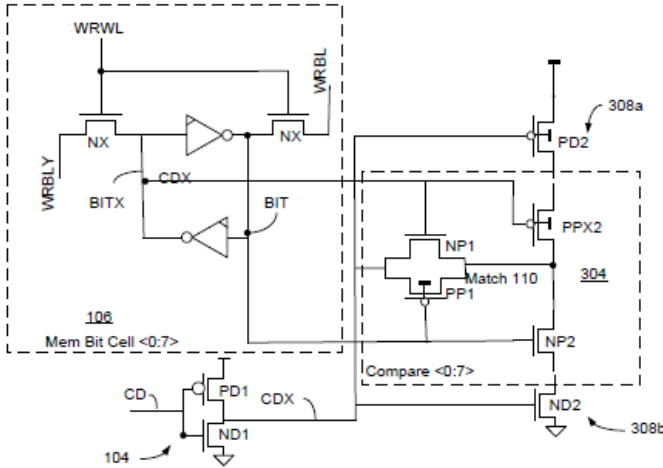 WRWL
WRBL
308a
PD2
NX
NX
WRBLY
CDX
BITX
BIT
PPX2
NP1
Match 110
304
PP1
106
Mem Bit Cell <0:7>
NP2
Compare <0:7>
PD1
CD
CDX
ND2
ND1
104
308b